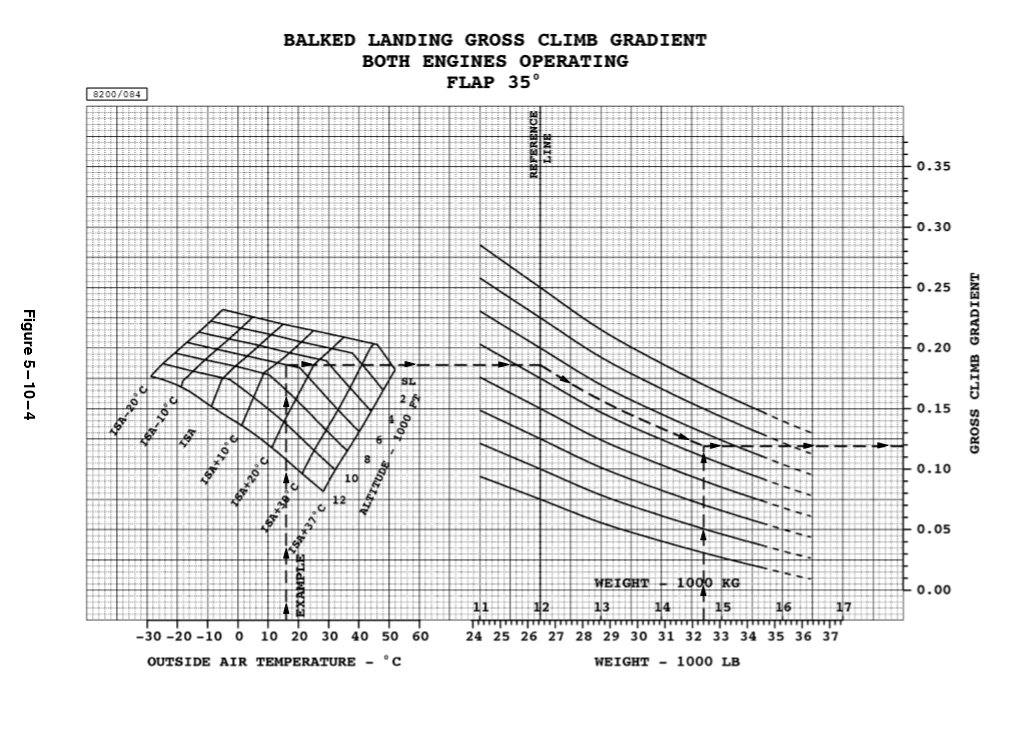 BALKED LANDING GROSS CLIMB GRADIENT
BOTH ENGINES OPERATING
FLAP 35°
8200/084
REFERENCE
LINE
0.35
0.30
0.25
0.20
0.15
0.10
0.05
0.00
GROSS CLIMB GRADIENT
Figure 5-10-4
ISA-20°C
ISA-10°C
ISA
ISA+10°C
ISA+20°C
ISA+30°C
ISA+37°C
SL
2
4
6
8
10
12
ALTITUDE - 1000 FT
EXAMPLE
WEIGHT - 1000 KG
11 12 13 14 15 16 17
-30 -20 -10 0 10 20 30 40 50 60
24 25 26 27 28 29 30 31 32 33 34 35 36 37
OUTSIDE AIR TEMPERATURE - °C
WEIGHT - 1000 LB